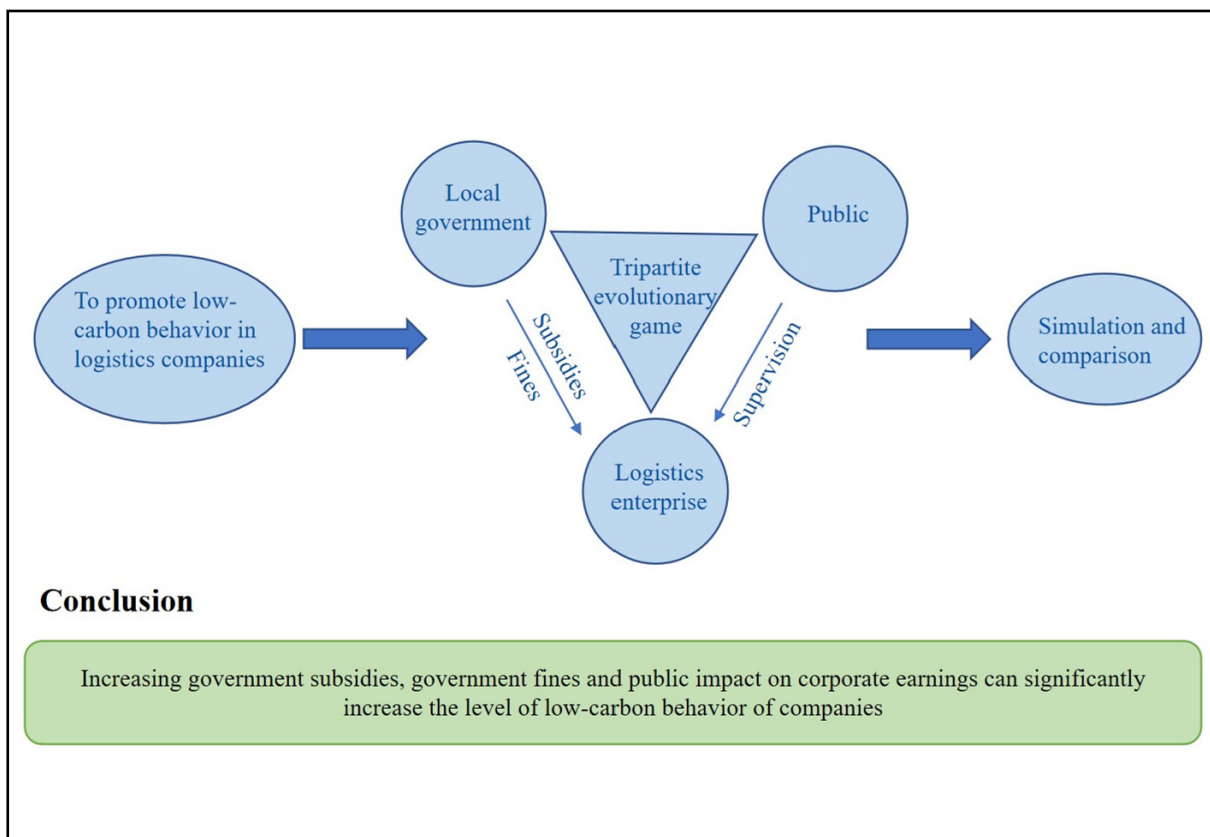 To promote low-
carbon behavior in
logistics companies
Local
government
Public
Tripartite
evolutionary
game
Subsidies
Fines
Supervision
Logistics
enterprise
Simulation and
comparison
Conclusion
Increasing government subsidies, government fines and public impact on corporate earnings can significantly
increase the level of low-carbon behavior of companies